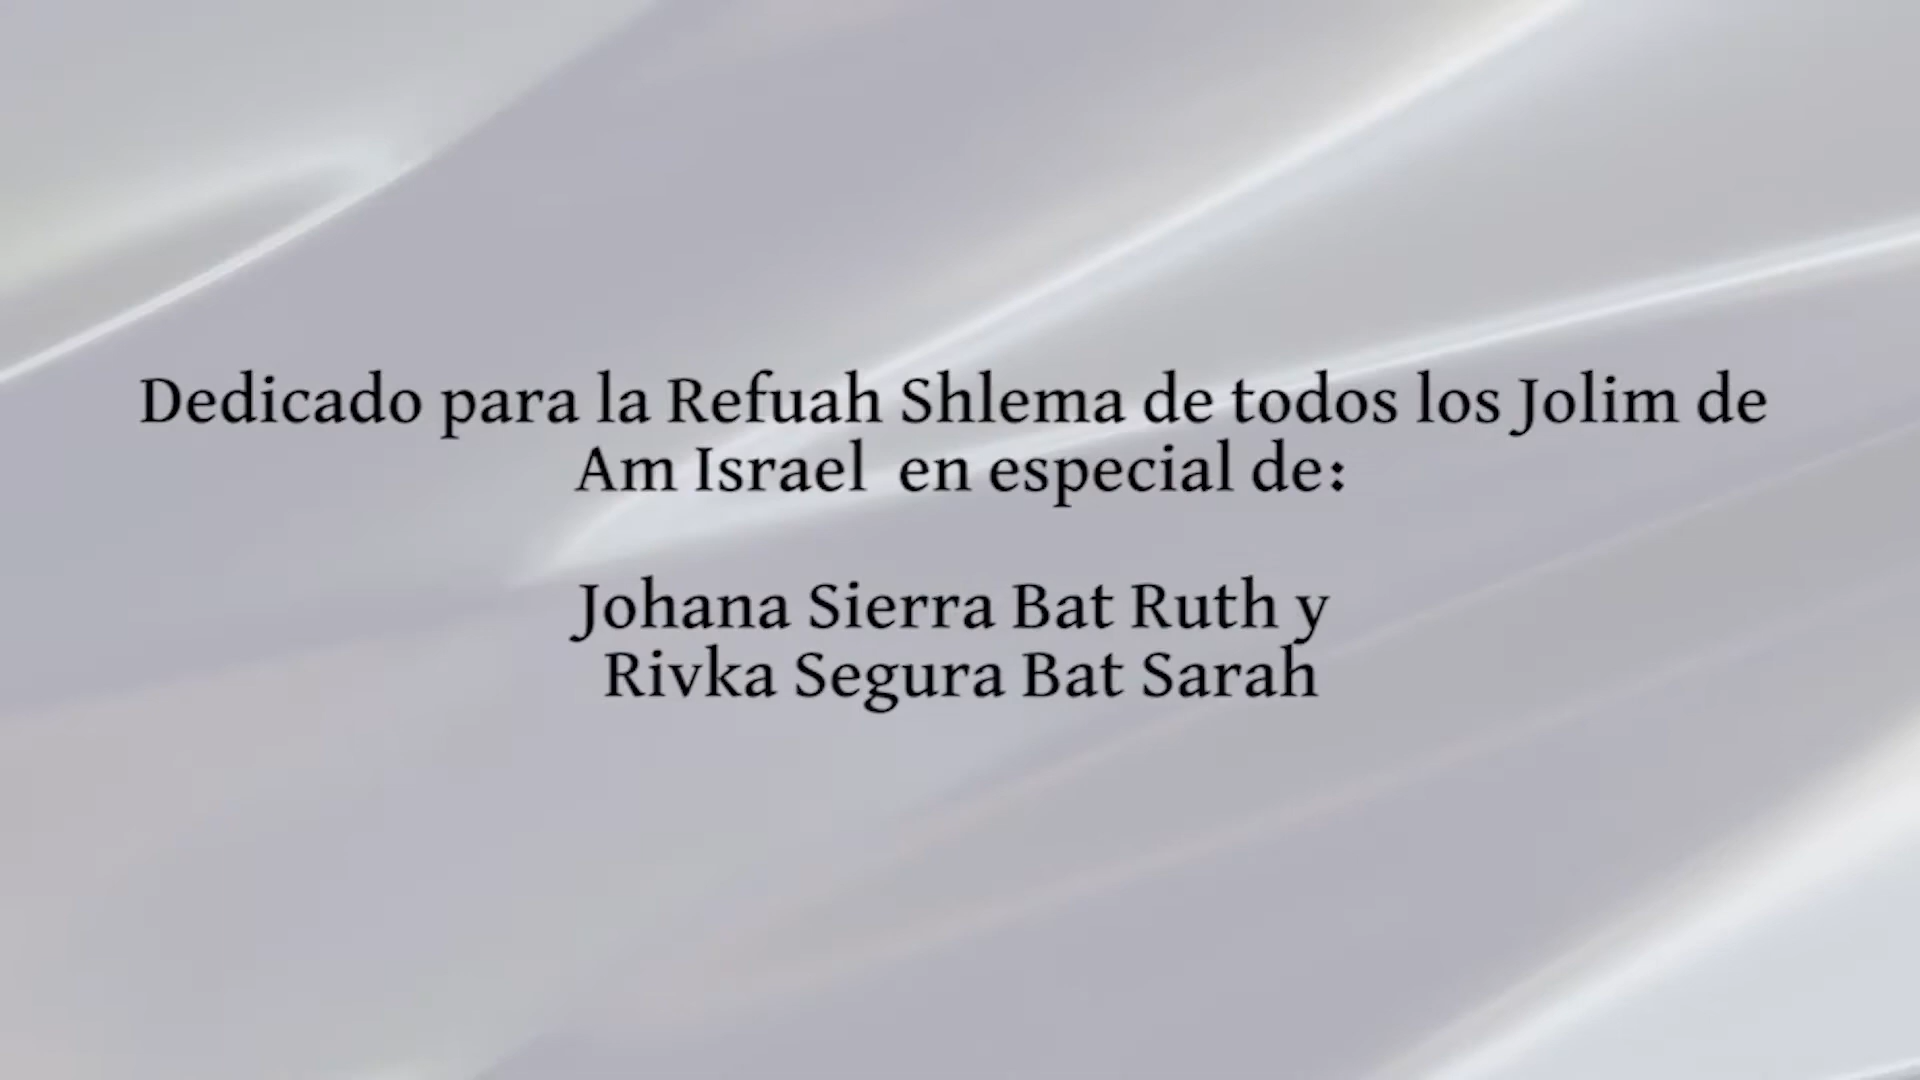 Dedicado para la Refuah Shlema de todos los Jolim de
Am Israel  en especial de:
Johana Sierra Bat Ruth y
Rivka Segura Bat Sarah